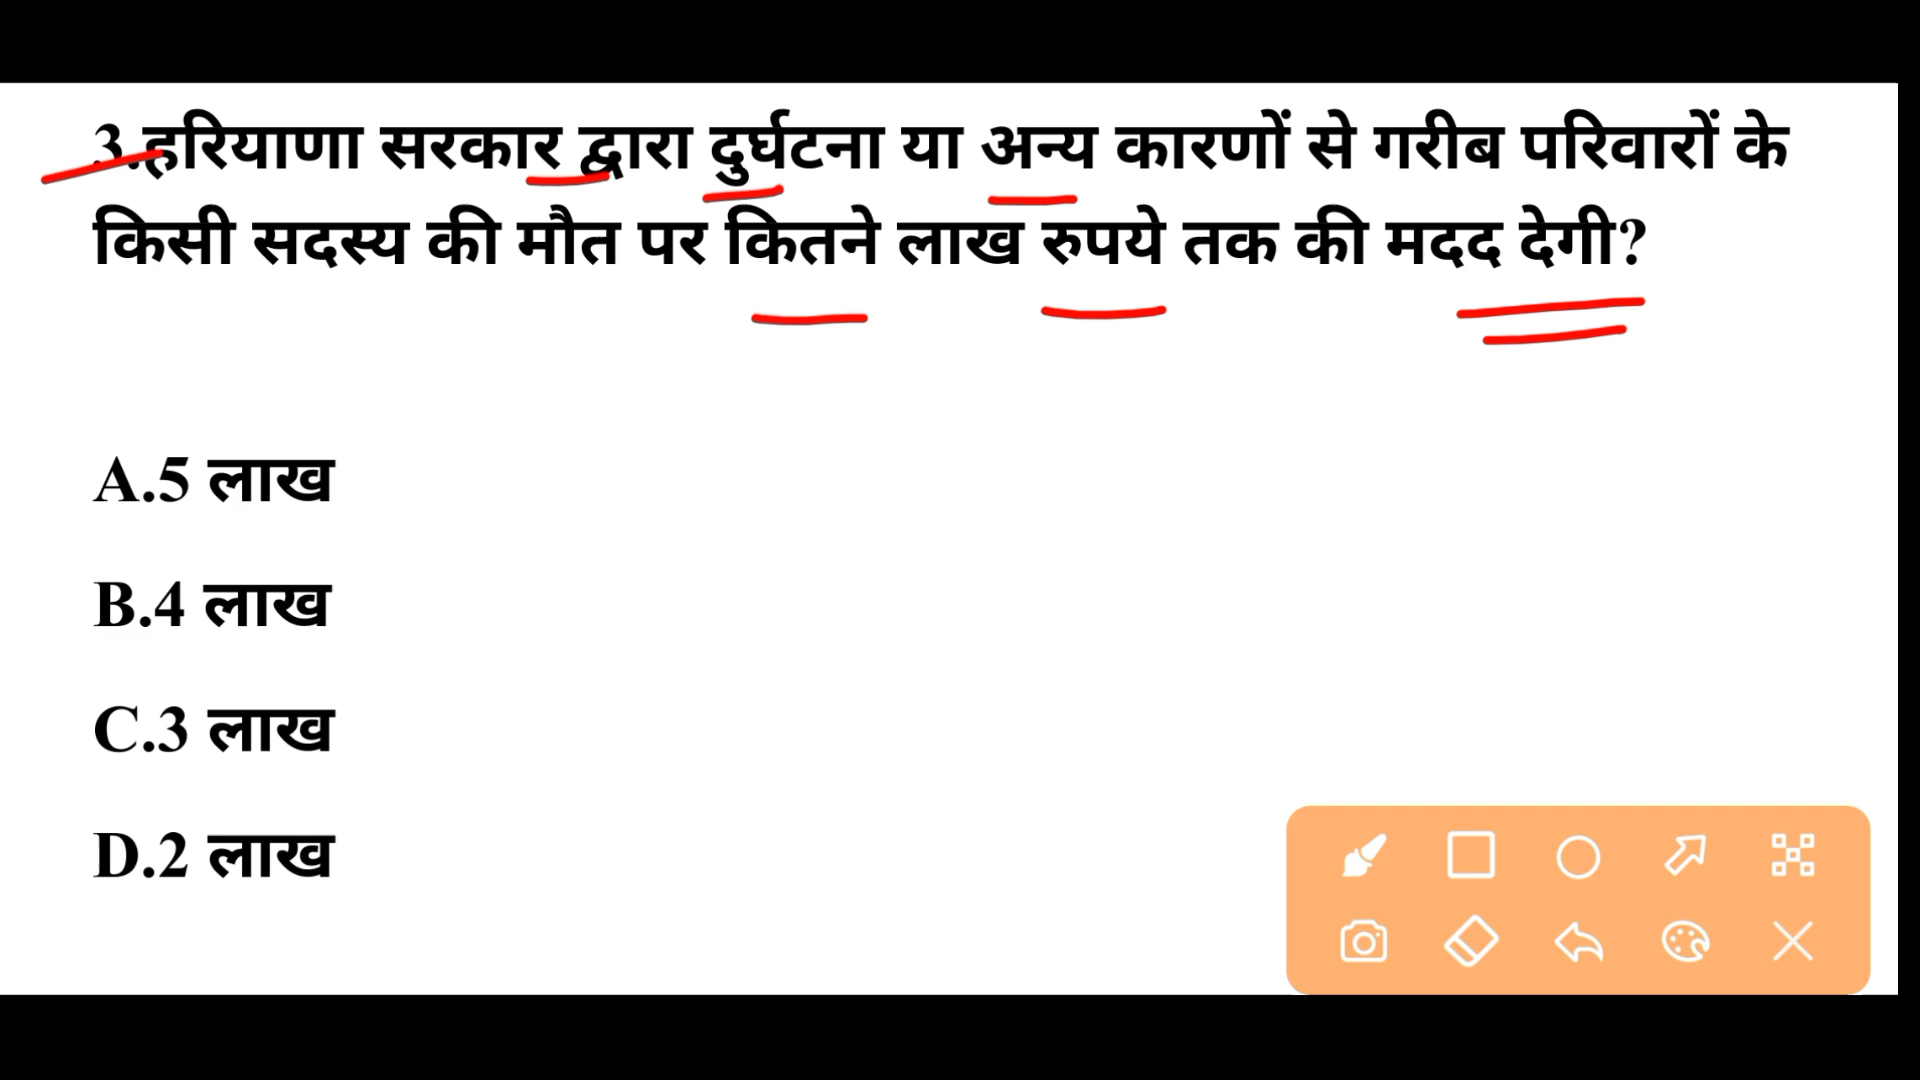 3.हरियाणा सरकार द्वारा दुर्घटना या अन्य कारणों से गरीब परिवारों के
किसी सदस्य की मौत पर कितने लाख रुपये तक की मदद देगी?
A.5 लाख
B.4 लाख
C.3 लाख
D.2 लाख